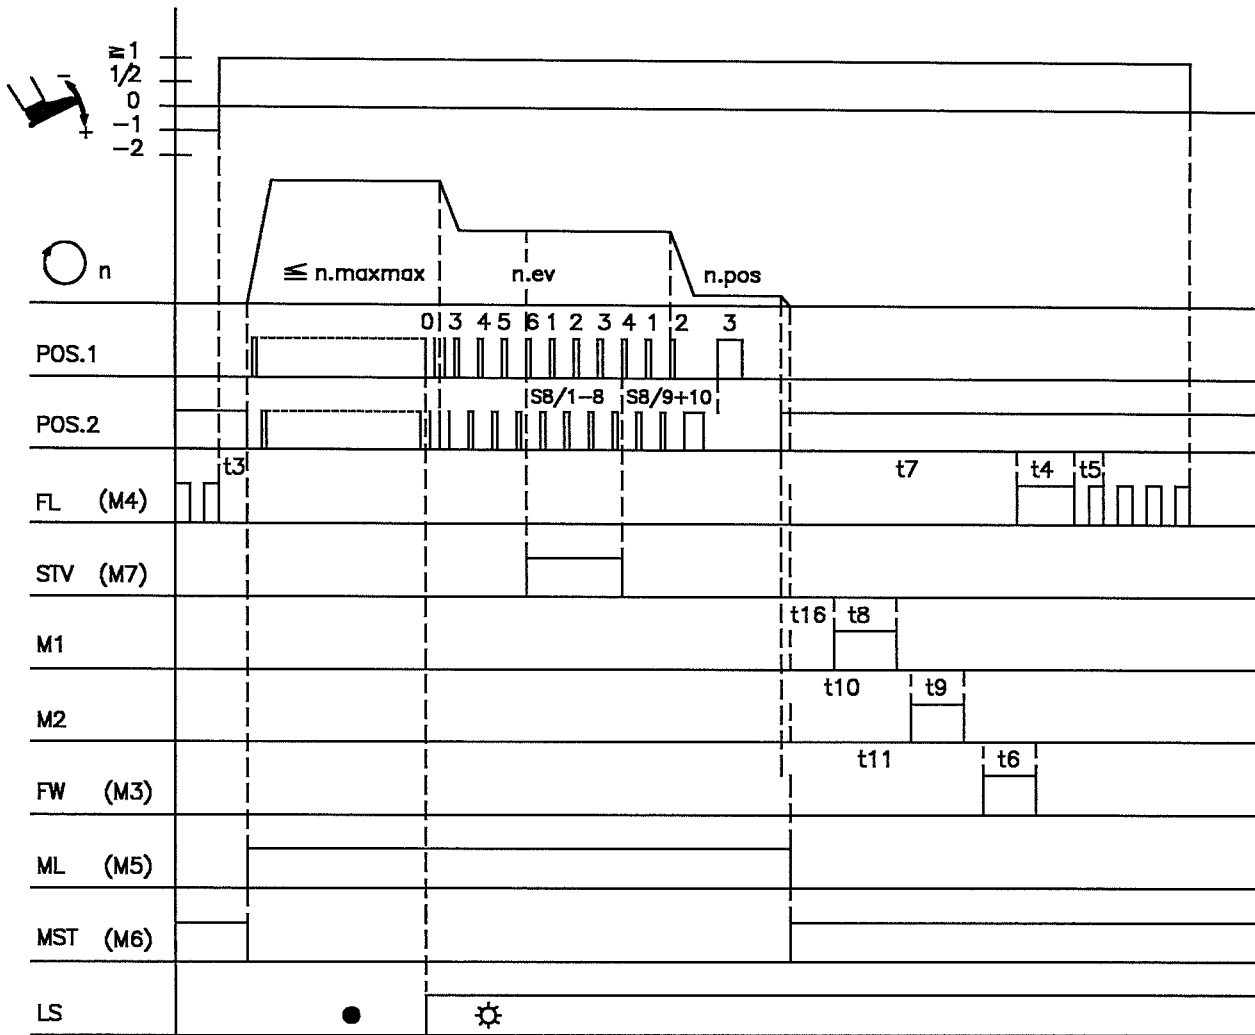 ≧1
1/2
0
-1
-2
-
+
n
≦ n.maxmax n.ev n.pos
0 3 4 5 6 1 2 3 4 1 2 3
POS.1
S8/1-8 S8/9+10
POS.2
t3 t7 t4 t5
FL (M4)
STV (M7)
t16 t8
M1
t10 t9
M2
t11 t6
FW (M3)
ML (M5)
MST (M6)
LS